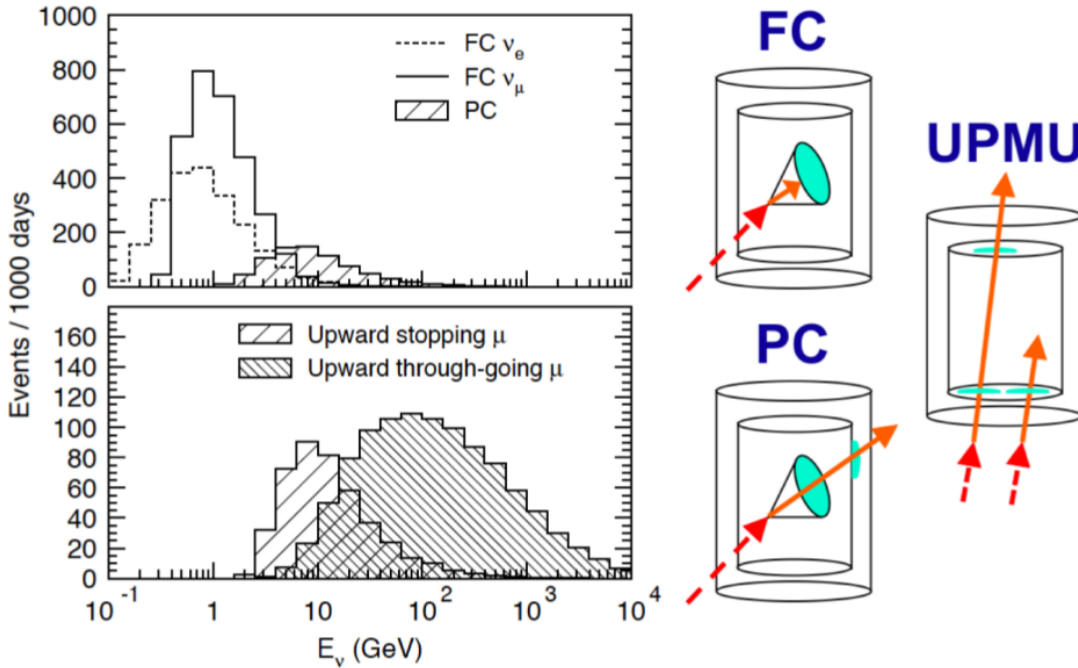 1000
800
600
400
200
0
FC ν_e
FC ν_μ
PC
Events / 1000 days
160
140
120
100
80
60
40
20
0
Upward stopping μ
Upward through-going μ
10^-1
1
10
10^2
10^3
10^4
E_ν (GeV)
FC
UPMU
PC